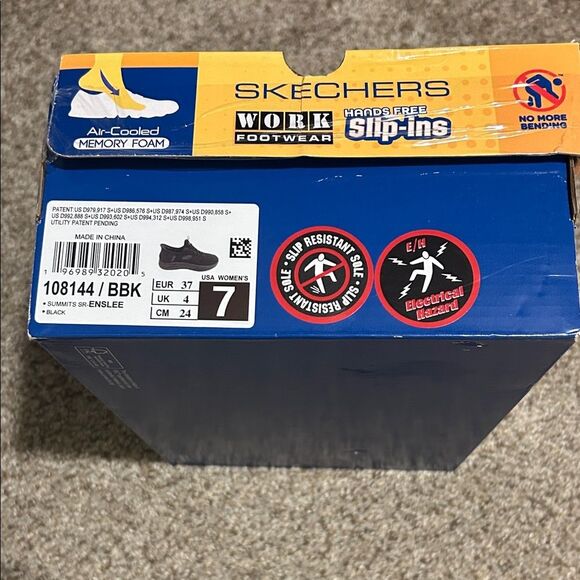 SKECHERS
WORK
FOOTWEAR
HANDS FREE
Slip-ins
Air-Cooled
MEMORY FOAM
NO MORE
BENDING
PATENT:US D979,917 S+US D986,576 S+US D987,974 S+US D990,858 S+
US D992,888 S+US D993,602 S+US D994,312 S+US D998,951 S
UTILITY PATENT PENDING
MADE IN CHINA
1 96989 32020 5
108144 / BBK
• SUMMITS SR-ENSLEE
• BLACK
EUR 37
UK 4
CM 24
USA WOMEN'S
7
SLIP RESISTANT SOLE • SLIP RESISTANT SOLE •
E/H
Electrical
Hazard